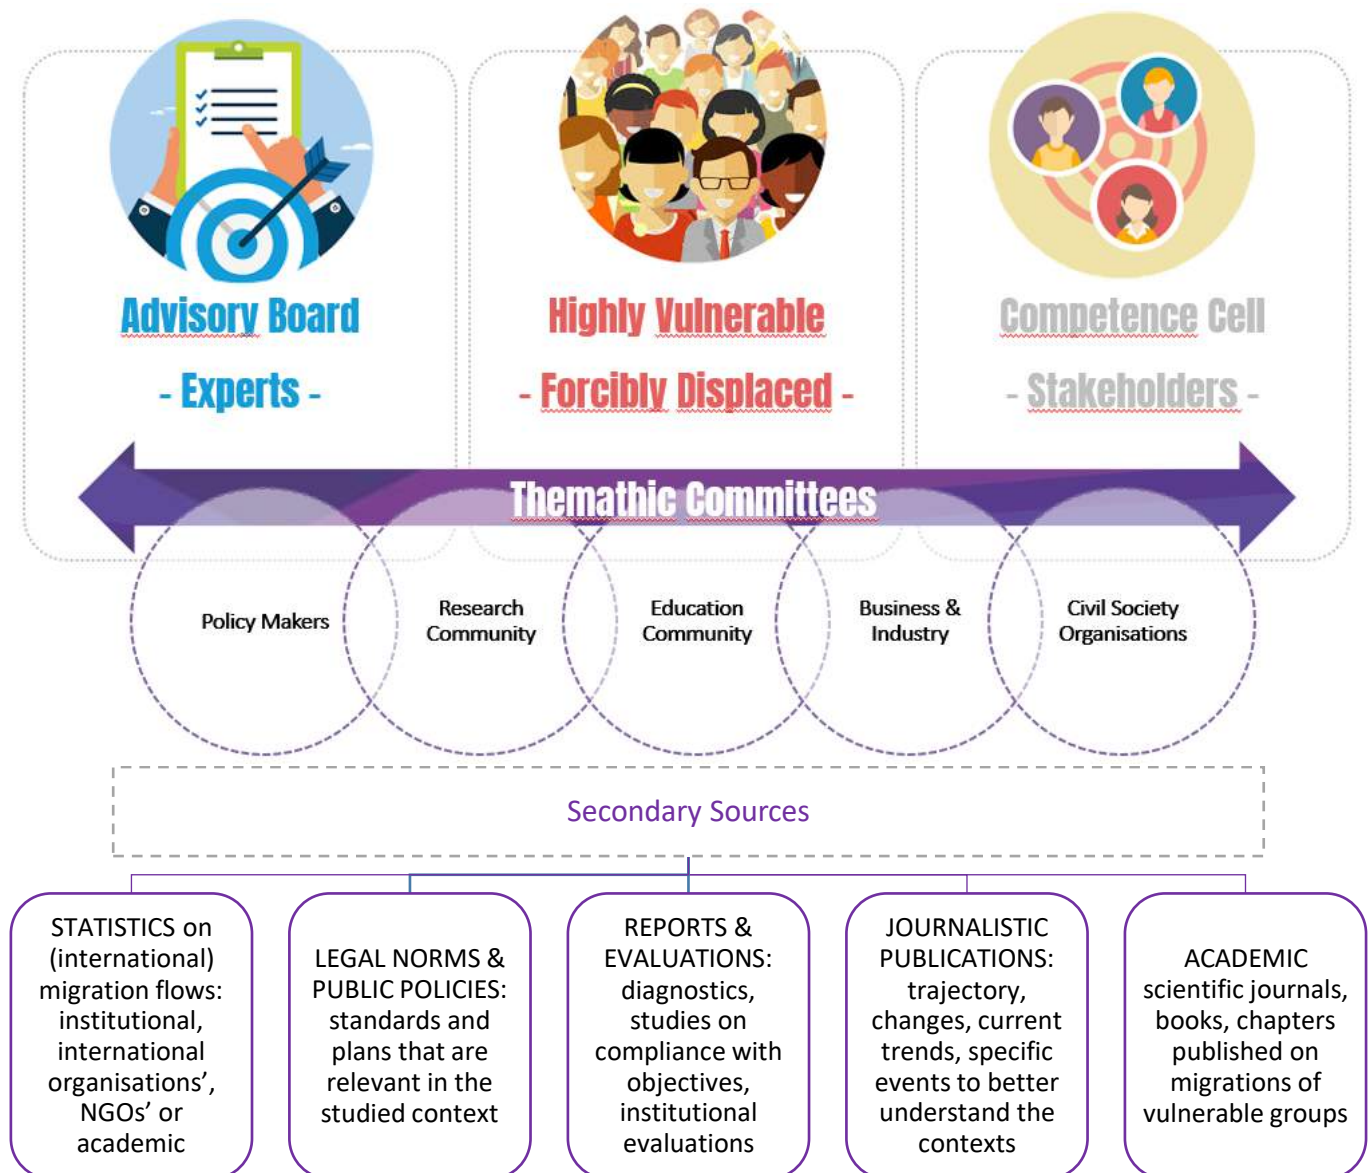 Advisory Board
- Experts -
Highly Vulnerable
- Forcibly Displaced -
Competence Cell
- Stakeholders -
Themathic Committees
Policy Makers
Research
Community
Education
Community
Business &
Industry
Civil Society
Organisations
Secondary Sources
STATISTICS on
(international)
migration flows:
institutional,
international
organisations’,
NGOs’ or
academic
LEGAL NORMS &
PUBLIC POLICIES:
standards and
plans that are
relevant in the
studied context
REPORTS &
EVALUATIONS:
diagnostics,
studies on
compliance with
objectives,
institutional
evaluations
JOURNALISTIC
PUBLICATIONS:
trajectory,
changes, current
trends, specific
events to better
understand the
contexts
ACADEMIC
scientific journals,
books, chapters
published on
migrations of
vulnerable groups